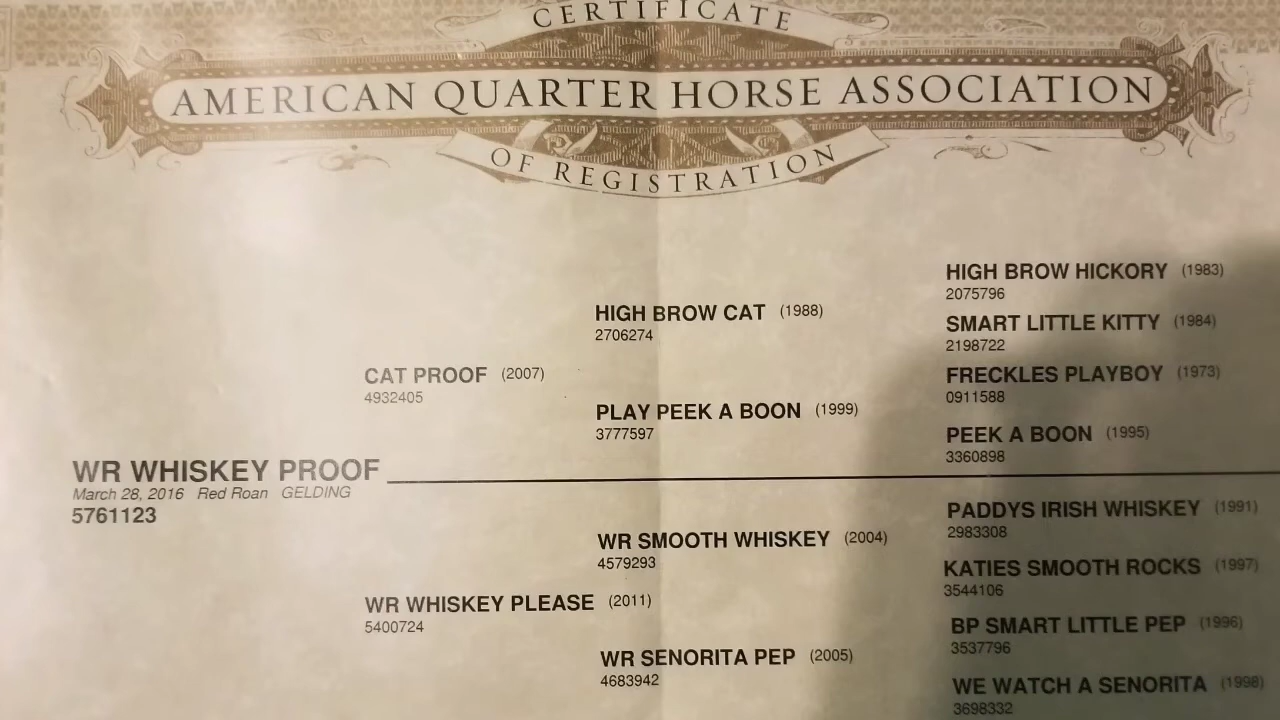 CERTIFICATE
AMERICAN QUARTER HORSE ASSOCIATION
OF REGISTRATION
HIGH BROW HICKORY (1983)
2075796
HIGH BROW CAT (1988)
2706274
SMART LITTLE KITTY (1984)
2198722
CAT PROOF (2007)
4932405
FRECKLES PLAYBOY (1973)
0911588
PLAY PEEK A BOON (1999)
3777597
PEEK A BOON (1995)
3360898
WR WHISKEY PROOF
March 28, 2016 Red Roan GELDING
5761123
PADDYS IRISH WHISKEY (1991)
2983308
WR SMOOTH WHISKEY (2004)
4579293
KATIES SMOOTH ROCKS (1997)
3544106
WR WHISKEY PLEASE (2011)
5400724
BP SMART LITTLE PEP (1996)
3537796
WR SENORITA PEP (2005)
4683942
WE WATCH A SENORITA (1998)
3698332